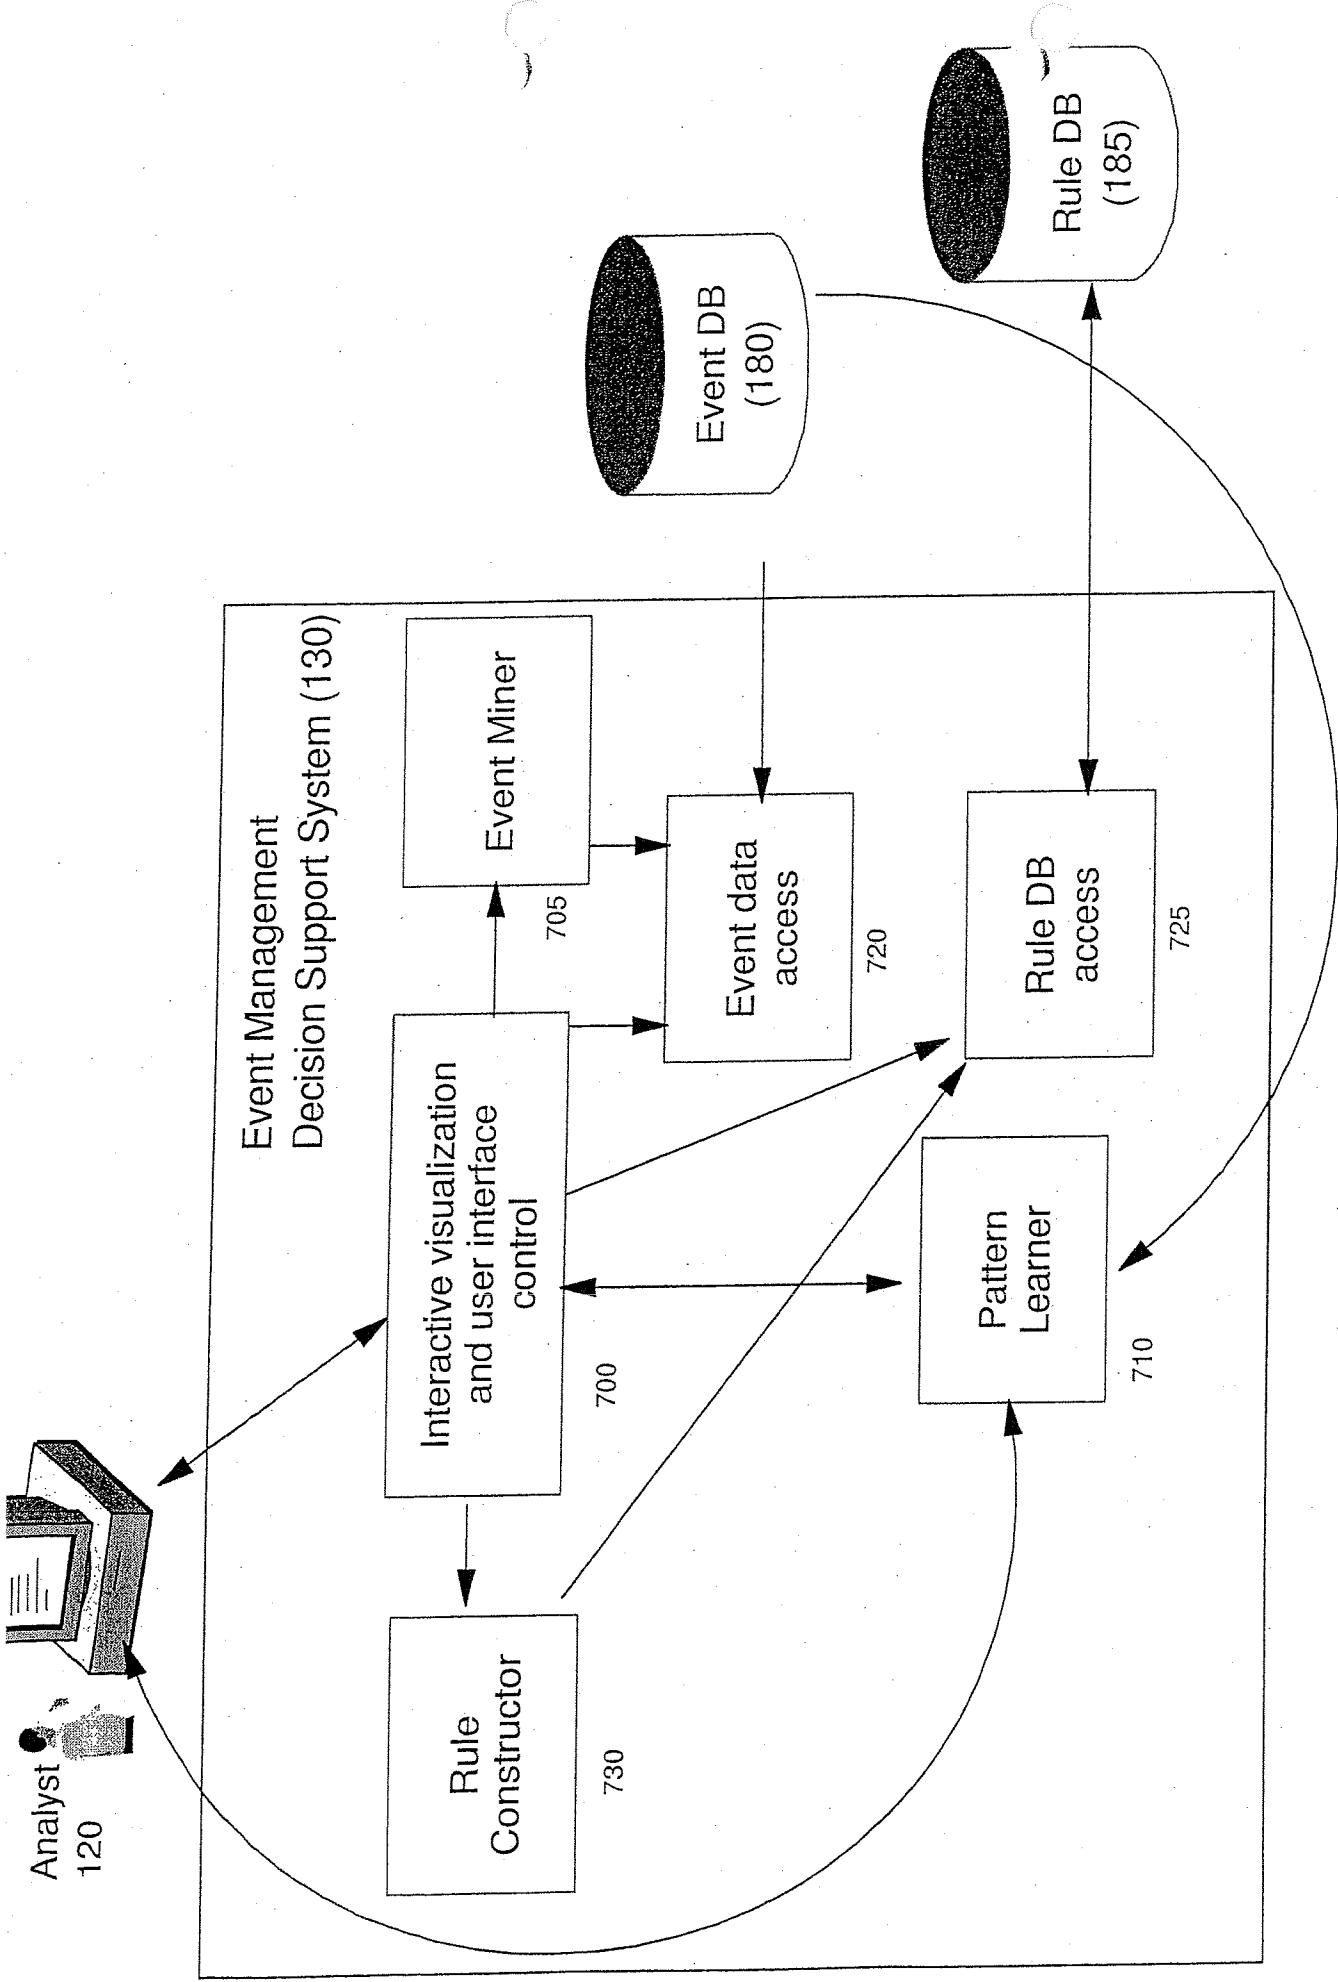 Analyst
120
Event Management
Decision Support System (130)
Rule
Constructor
730
Interactive visualization
and user interface
control
700
Event Miner
705
Event data
access
720
Pattern
Learner
710
Rule DB
access
725
Event DB
(180)
Rule DB
(185)